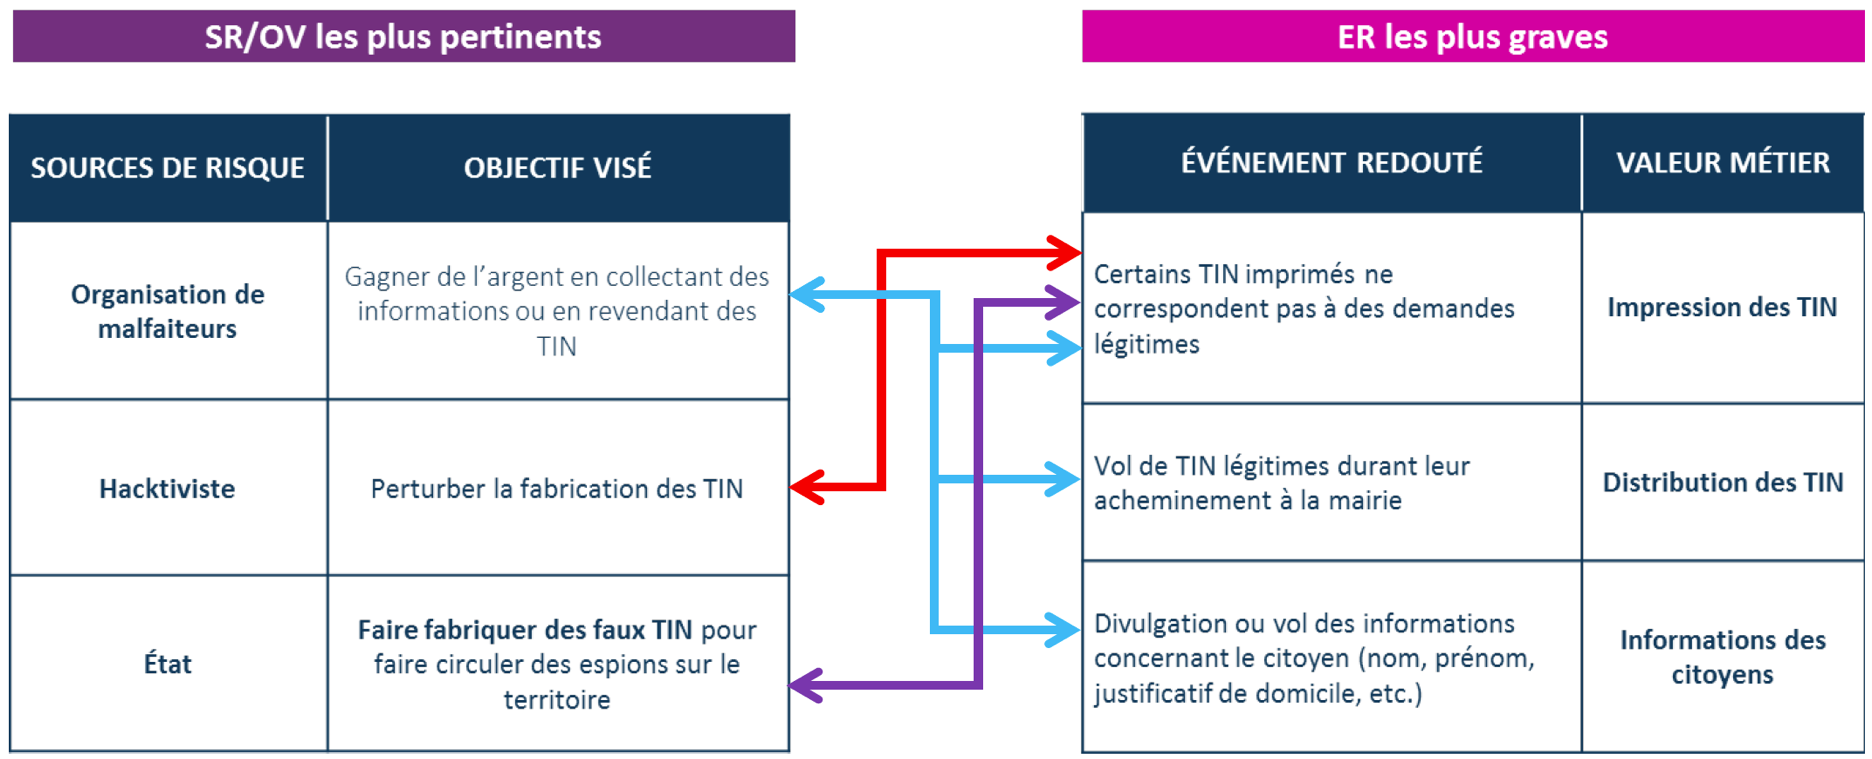 SR/OV les plus pertinents
SOURCES DE RISQUE
OBJECTIF VISÉ
Organisation de
malfaiteurs
Gagner de l’argent en collectant des
informations ou en revendant des
TIN
Hacktiviste
Perturber la fabrication des TIN
État
Faire fabriquer des faux TIN pour
faire circuler des espions sur le
territoire
ER les plus graves
ÉVÉNEMENT REDOUTÉ
VALEUR MÉTIER
Certains TIN imprimés ne
correspondent pas à des demandes
légitimes
Impression des TIN
Vol de TIN légitimes durant leur
acheminement à la mairie
Distribution des TIN
Divulgation ou vol des informations
concernant le citoyen (nom, prénom,
justificatif de domicile, etc.)
Informations des
citoyens